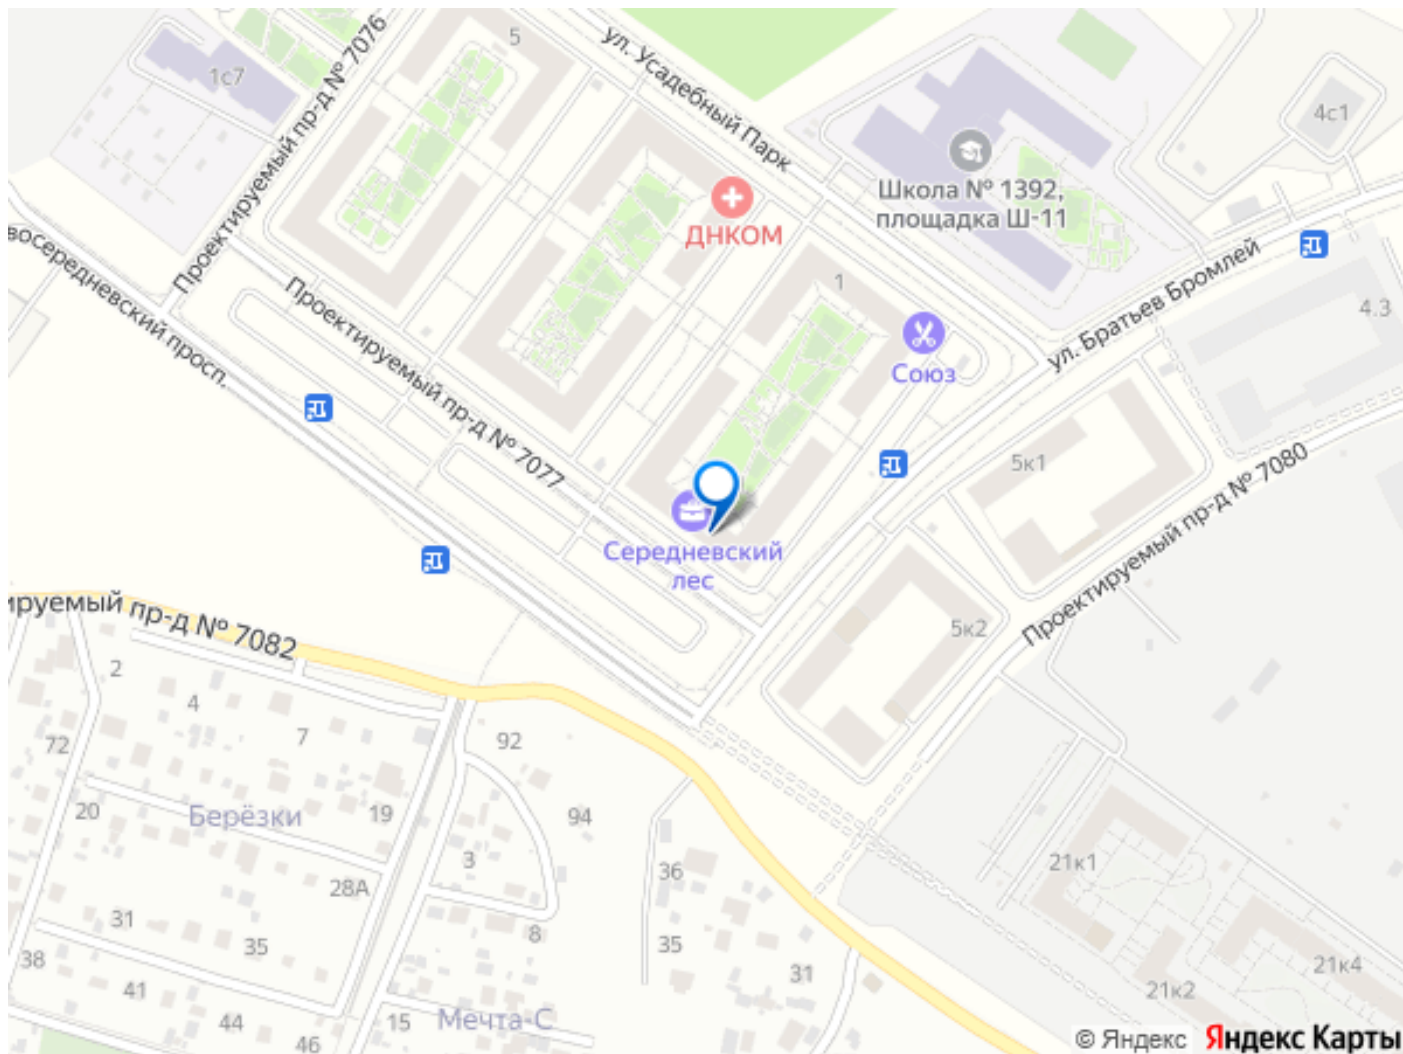 5
ул. Усадебный Парк
Проектируемый пр-д № 7076
1с7
4с1
Школа № 1392,
площадка Ш-11
ДНКОМ
1
ул. Братьев Бромлей
4.3
восередневский просп.
Проектируемый пр-д № 7077
Союз
5к1
Проектируемый пр-д № 7080
Середневский
лес
ируемый пр-д № 7082
5к2
2
4
7
72
92
20
Берёзки
19
94
3
36
21к1
28А
31
35
8
35
38
31
21к4
41
21к2
44
15
Мечта-С
46
© Яндекс Яндекс Карты